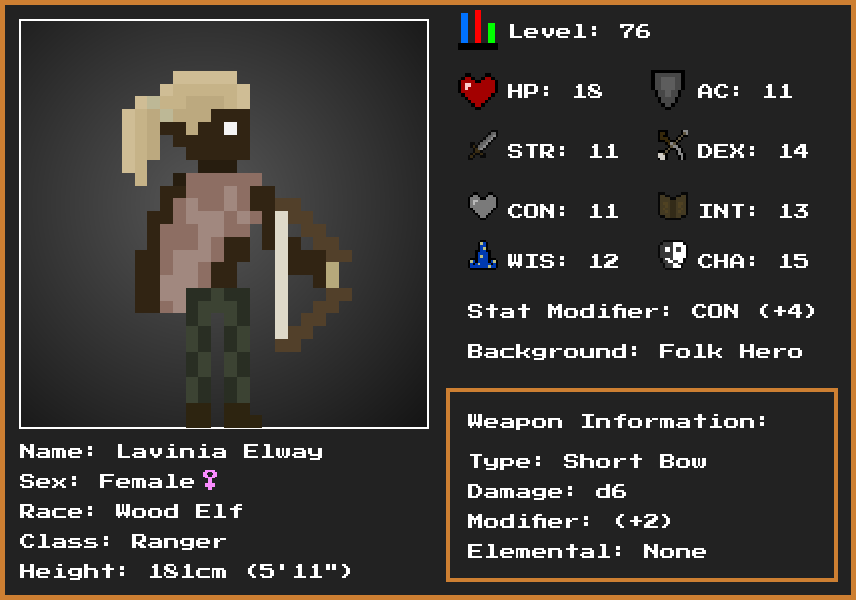 Level: 76
HP: 18 AC: 11
STR: 11 DEX: 14
CON: 11 INT: 13
WIS: 12 CHA: 15
Stat Modifier: CON (+4)
Background: Folk Hero
Weapon Information:
Type: Short Bow
Damage: d6
Modifier: (+2)
Elemental: None
Name: Lavinia Elway
Sex: Female♀
Race: Wood Elf
Class: Ranger
Height: 181cm (5'11")